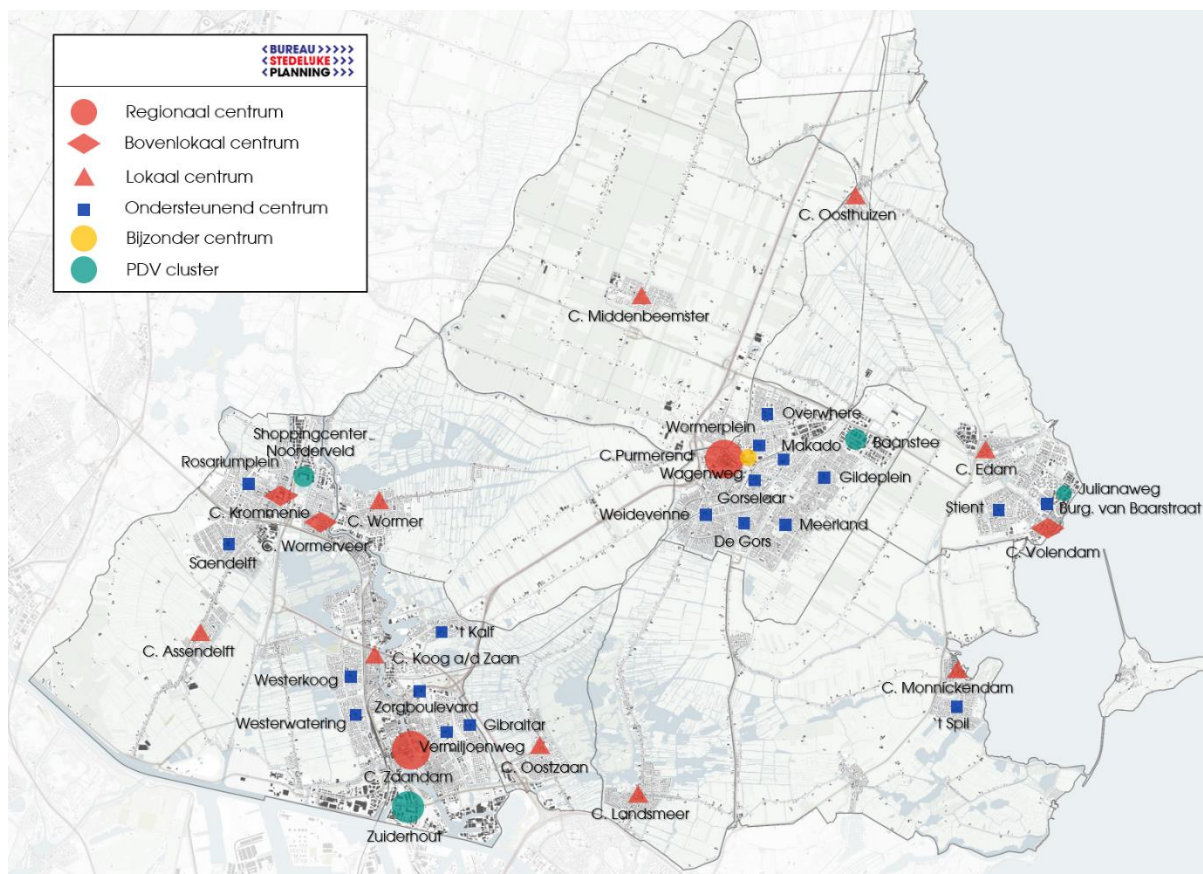 <BUREAU>>>>>
<STEDELIJKE
<PLANNING>>>
Regionaal centrum
Bovenlokaal centrum
Lokaal centrum
Ondersteunend centrum
Bijzonder centrum
PDV cluster
C. Oosthuizen
C. Middenbeemster
Overwhere
Wormerplein
Makado
Baanstee
C.Purmerend
Wagenweg
Gildeplein
Gorselaar
Weidevenne
De Gors
Meerland
C. Edam
Julianaweg
Stient
Burg. van Baarstraat
C. Volendam
Shoppingcenter
Noorderveld
Rosariumplein
C. Krommenie
C. Wormer
C. Wormerveer
Saendelft
C. Assendelft
't Kalf
C. Koog a/d Zaan
Westerkoog
Zorgboulevard
Westerwatering
Gibraltar
Vermiljoenweg
C. Zaandam
C. Oostzaan
Zuiderhout
C. Landsmeer
C. Monnickendam
't Spil